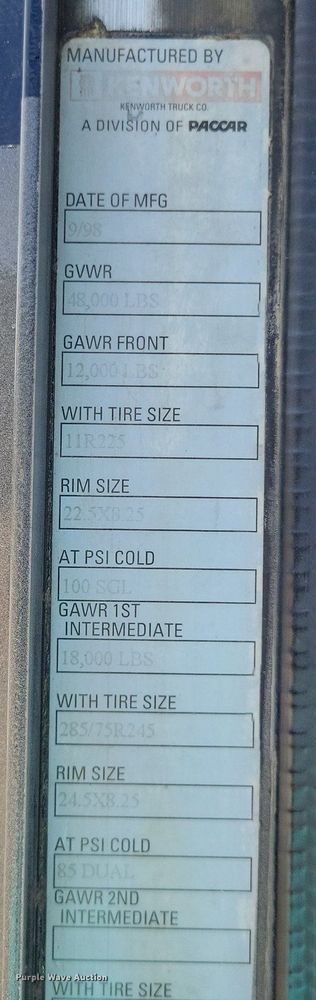 MANUFACTURED BY
KENWORTH
KENWORTH TRUCK CO.
A DIVISION OF PACCAR
DATE OF MFG
9/98
GVWR
48,000 LBS
GAWR FRONT
12,000 LBS
WITH TIRE SIZE
11R225
RIM SIZE
22.5X8.25
AT PSI COLD
100 SGL
GAWR 1ST
INTERMEDIATE
18,000 LBS
WITH TIRE SIZE
285/75R245
RIM SIZE
24.5X8.25
AT PSI COLD
85 DUAL
GAWR 2ND
INTERMEDIATE
Purple Wave Auction
WITH TIRE SIZE